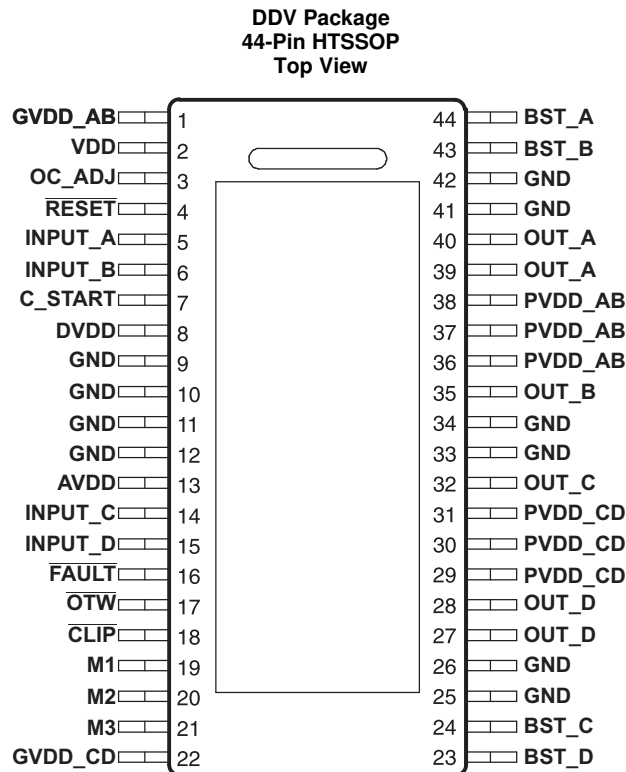 DDV Package
44-Pin HTSSOP
Top View
GVDD_AB 1 44 BST_A
VDD 2 43 BST_B
OC_ADJ 3 42 GND
RESET 4 41 GND
INPUT_A 5 40 OUT_A
INPUT_B 6 39 OUT_A
C_START 7 38 PVDD_AB
DVDD 8 37 PVDD_AB
GND 9 36 PVDD_AB
GND 10 35 OUT_B
GND 11 34 GND
GND 12 33 GND
AVDD 13 32 OUT_C
INPUT_C 14 31 PVDD_CD
INPUT_D 15 30 PVDD_CD
FAULT 16 29 PVDD_CD
OTW 17 28 OUT_D
CLIP 18 27 OUT_D
M1 19 26 GND
M2 20 25 GND
M3 21 24 BST_C
GVDD_CD 22 23 BST_D